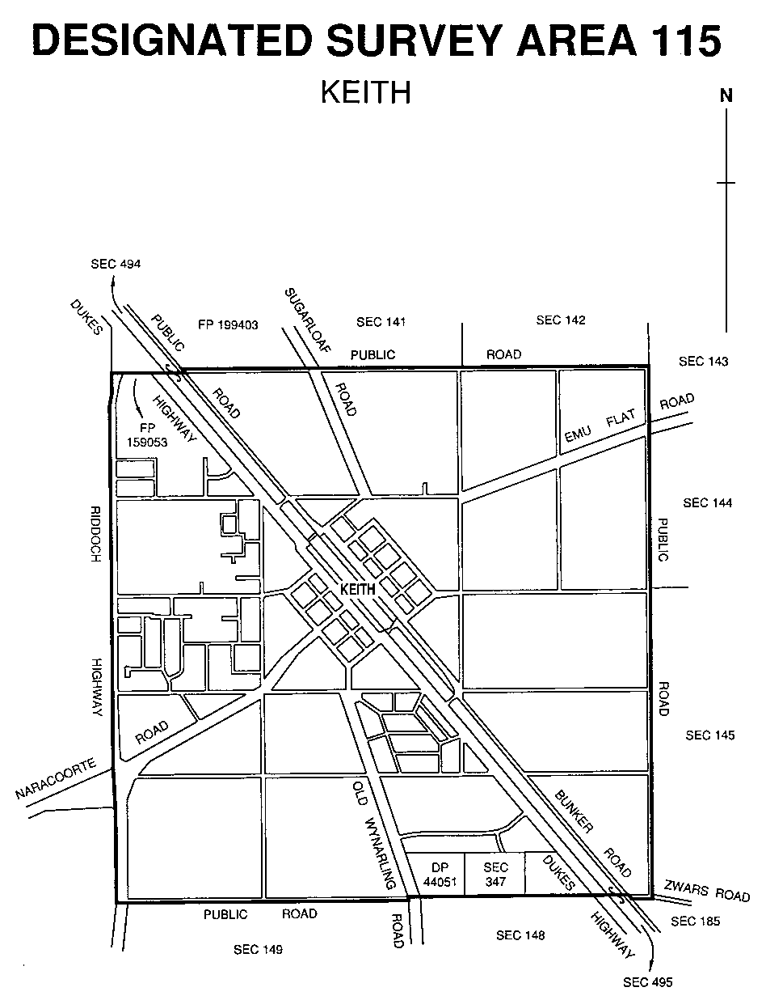 DESIGNATED SURVEY AREA 115
KEITH
N
SEC 494
DUKES
PUBLIC
FP 199403
SUGARLOAF
SEC 141
SEC 142
PUBLIC
ROAD
SEC 143
HIGHWAY
ROAD
ROAD
EMU FLAT ROAD
FP
159053
RIDDOCH
SEC 144
PUBLIC
KEITH
HIGHWAY
ROAD
ROAD
SEC 145
NARACOORTE
OLD
WYNARLING
BUNKER
ROAD
DP
44051
SEC
347
DUKES
ZWARS ROAD
PUBLIC
ROAD
ROAD
HIGHWAY
SEC 185
SEC 149
SEC 148
SEC 495